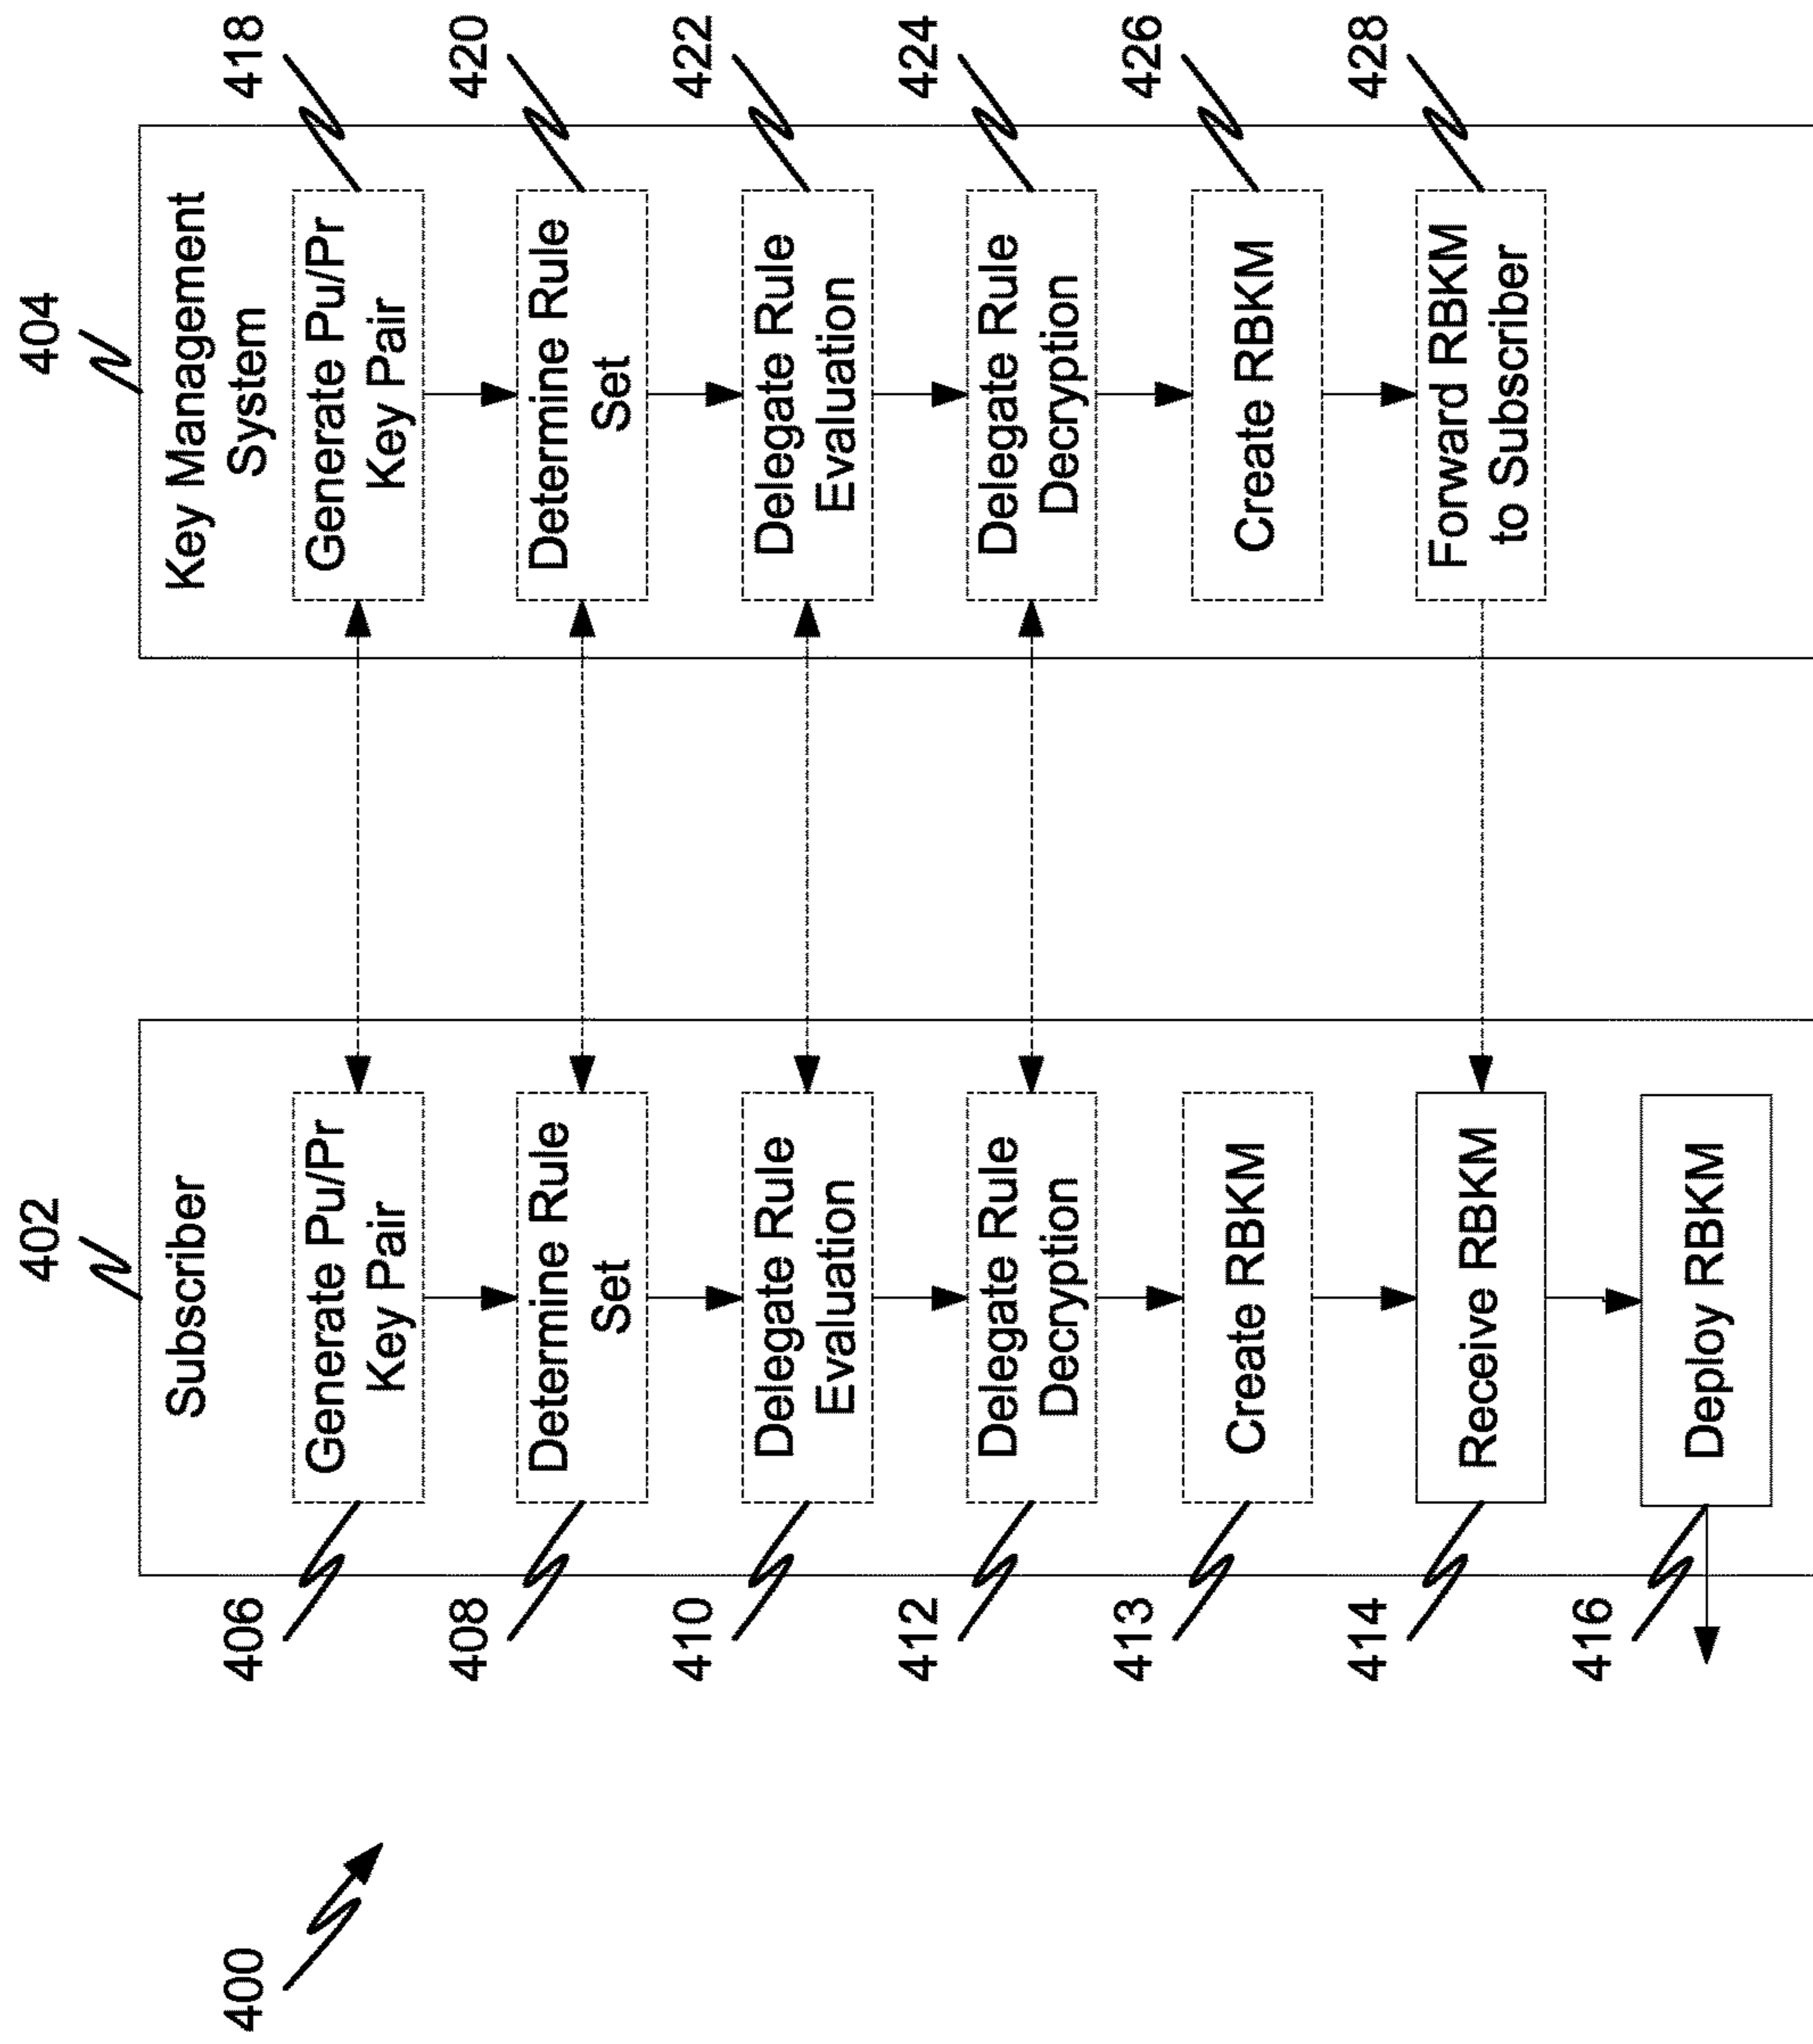 400
402
Subscriber
406
Generate Pu/Pr
Key Pair
408
Determine Rule
Set
410
Delegate Rule
Evaluation
412
Delegate Rule
Decryption
413
Create RBKM
414
Receive RBKM
416
Deploy RBKM
404
Key Management
System
418
Generate Pu/Pr
Key Pair
420
Determine Rule
Set
422
Delegate Rule
Evaluation
424
Delegate Rule
Decryption
426
Create RBKM
428
Forward RBKM
to Subscriber